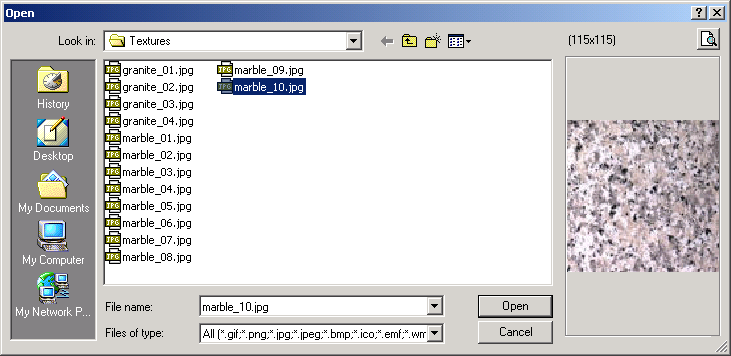 Open
Look in: Textures
(115x115)
History
Desktop
My Documents
My Computer
My Network P...
granite_01.jpg
granite_02.jpg
granite_03.jpg
granite_04.jpg
marble_01.jpg
marble_02.jpg
marble_03.jpg
marble_04.jpg
marble_05.jpg
marble_06.jpg
marble_07.jpg
marble_08.jpg
marble_09.jpg
marble_10.jpg
File name: marble_10.jpg
Open
Files of type: All (*.gif;*.png;*.jpg;*.jpeg;*.bmp;*.ico;*.emf;*.wm
Cancel